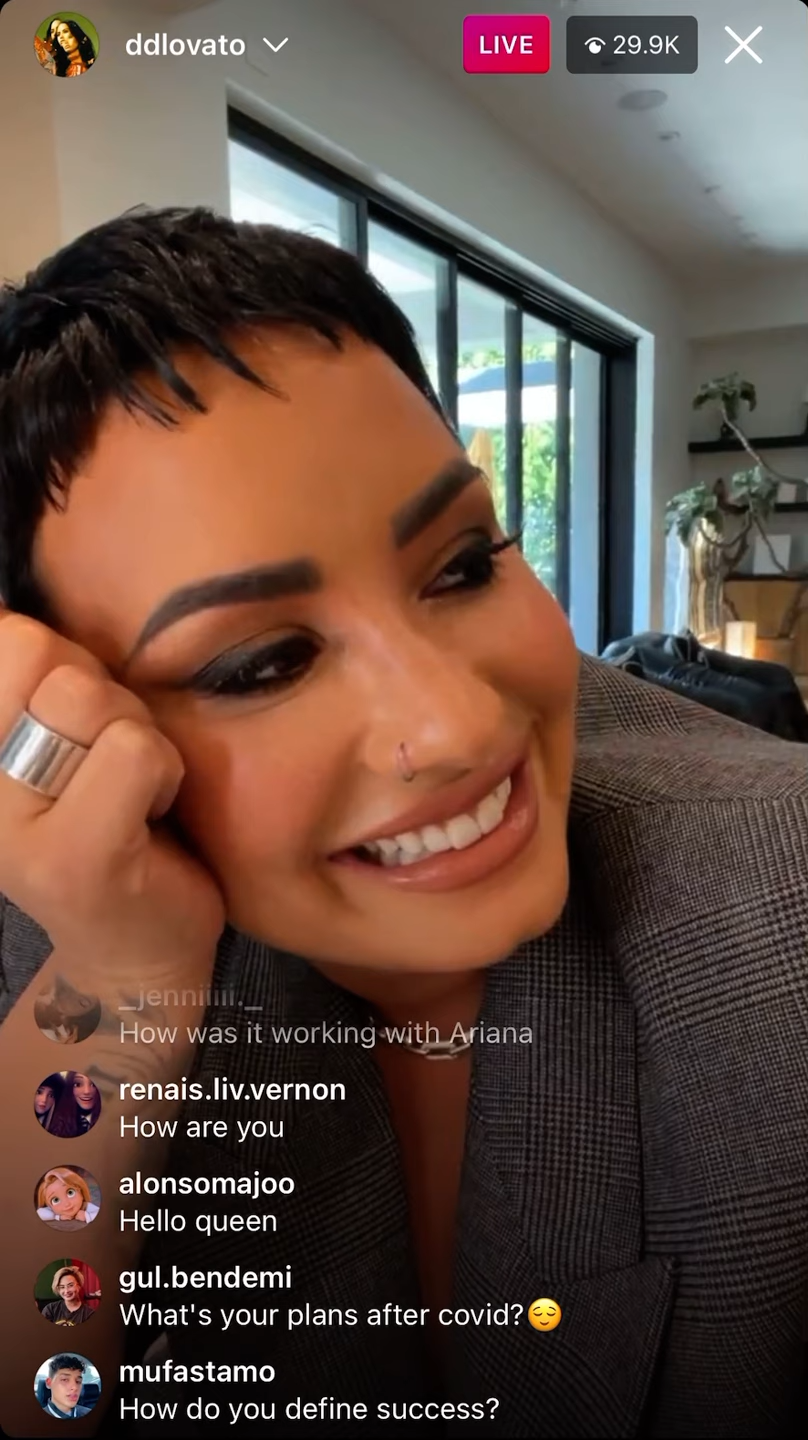 ddlovato
LIVE
29.9K
_jenniiiii._
How was it working with Ariana
renais.liv.vernon
How are you
alonsomajoo
Hello queen
gul.bendemi
What's your plans after covid?😌
mufastamo
How do you define success?